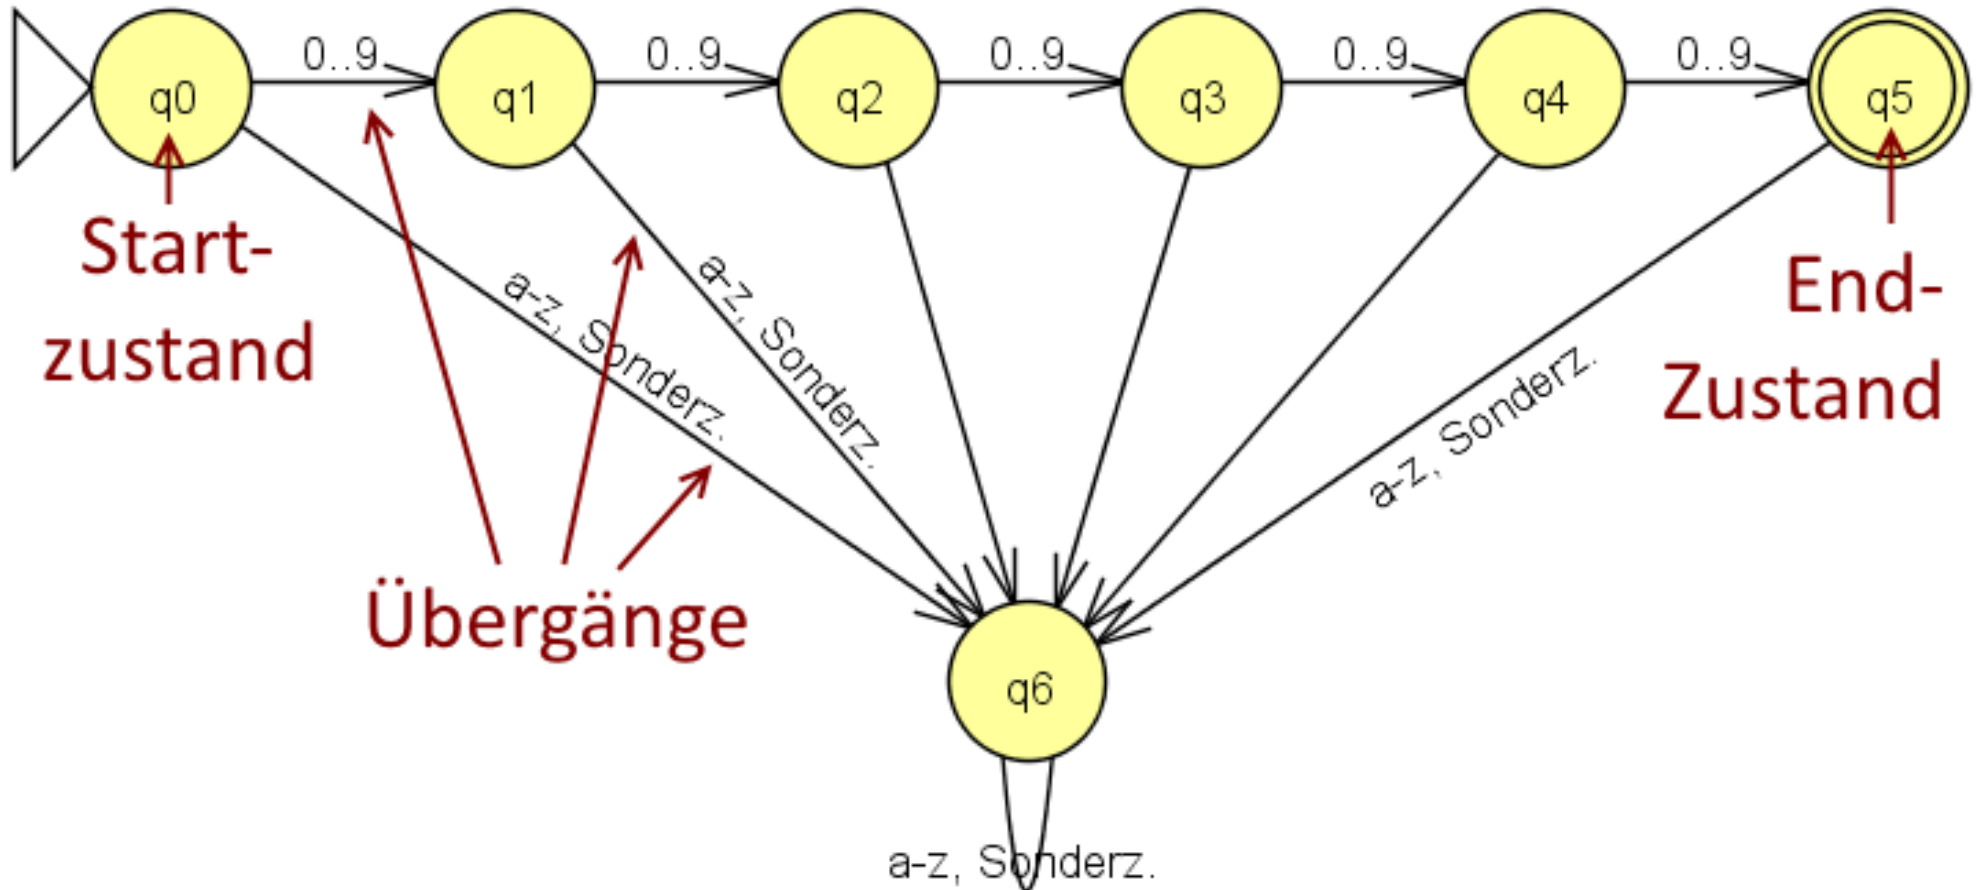 0..9
0..9
0..9
0..9
0..9
q0
q1
q2
q3
q4
q5
Start-
zustand
a-z, Sonderz.
a-z, Sonderz.
a-z, Sonderz.
End-
Zustand
Übergänge
q6
a-z, Sonderz.